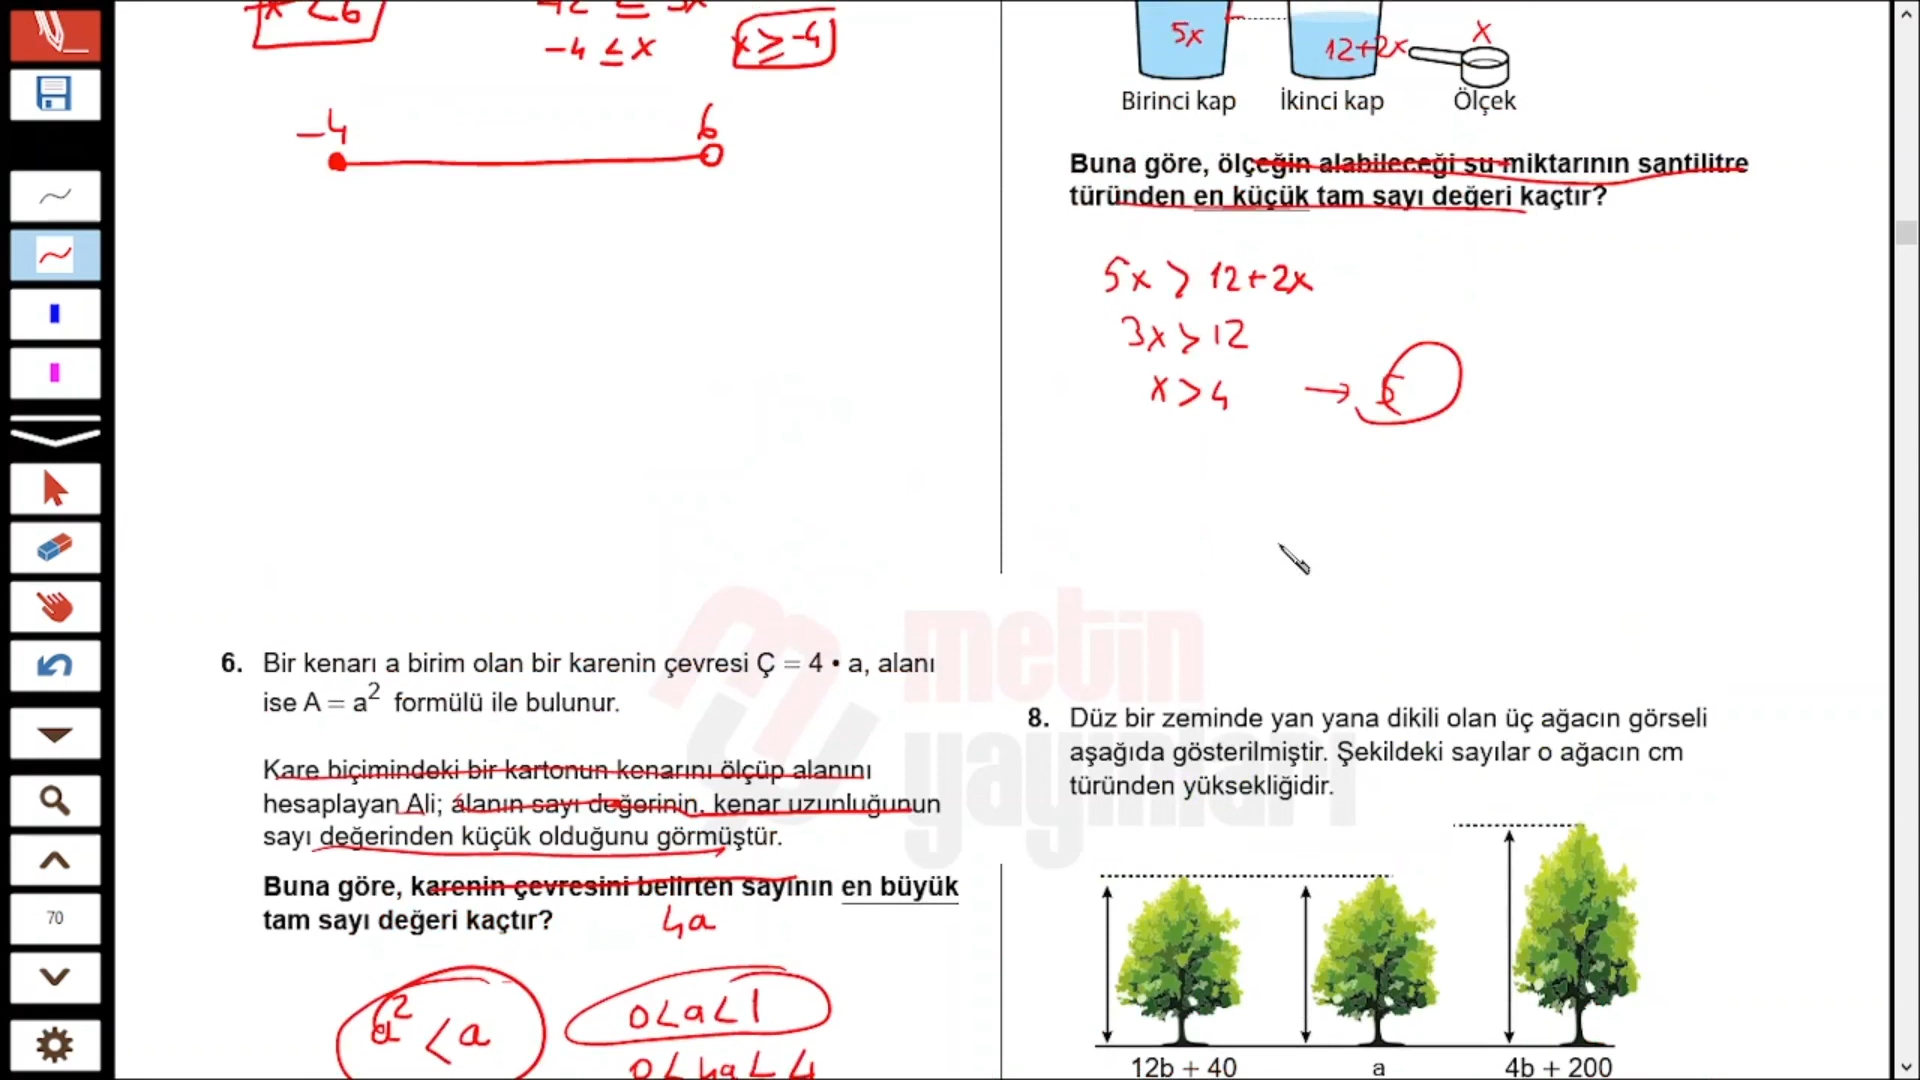 x < 6
-4 ≤ x
x ≥ -4
-4
6
6. Bir kenarı a birim olan bir karenin çevresi Ç = 4 • a, alanı
ise A = a² formülü ile bulunur.
Kare biçimindeki bir kartonun kenarını ölçüp alanını
hesaplayan Ali; alanın sayı değerinin, kenar uzunluğunun
sayı değerinden küçük olduğunu görmüştür.
Buna göre, karenin çevresini belirten sayının en büyük
tam sayı değeri kaçtır?
4a
a² < a
0 < a < 1
0 < 4a < 4
5x
12+2x
x
Birinci kap
İkinci kap
Ölçek
Buna göre, ölçeğin alabileceği su miktarının santilitre
türünden en küçük tam sayı değeri kaçtır?
5x > 12+2x
3x > 12
x > 4 → 5
8. Düz bir zeminde yan yana dikili olan üç ağacın görseli
aşağıda gösterilmiştir. Şekildeki sayılar o ağacın cm
türünden yüksekliğidir.
12b + 40
a
4b + 200
metin
yayınları
70